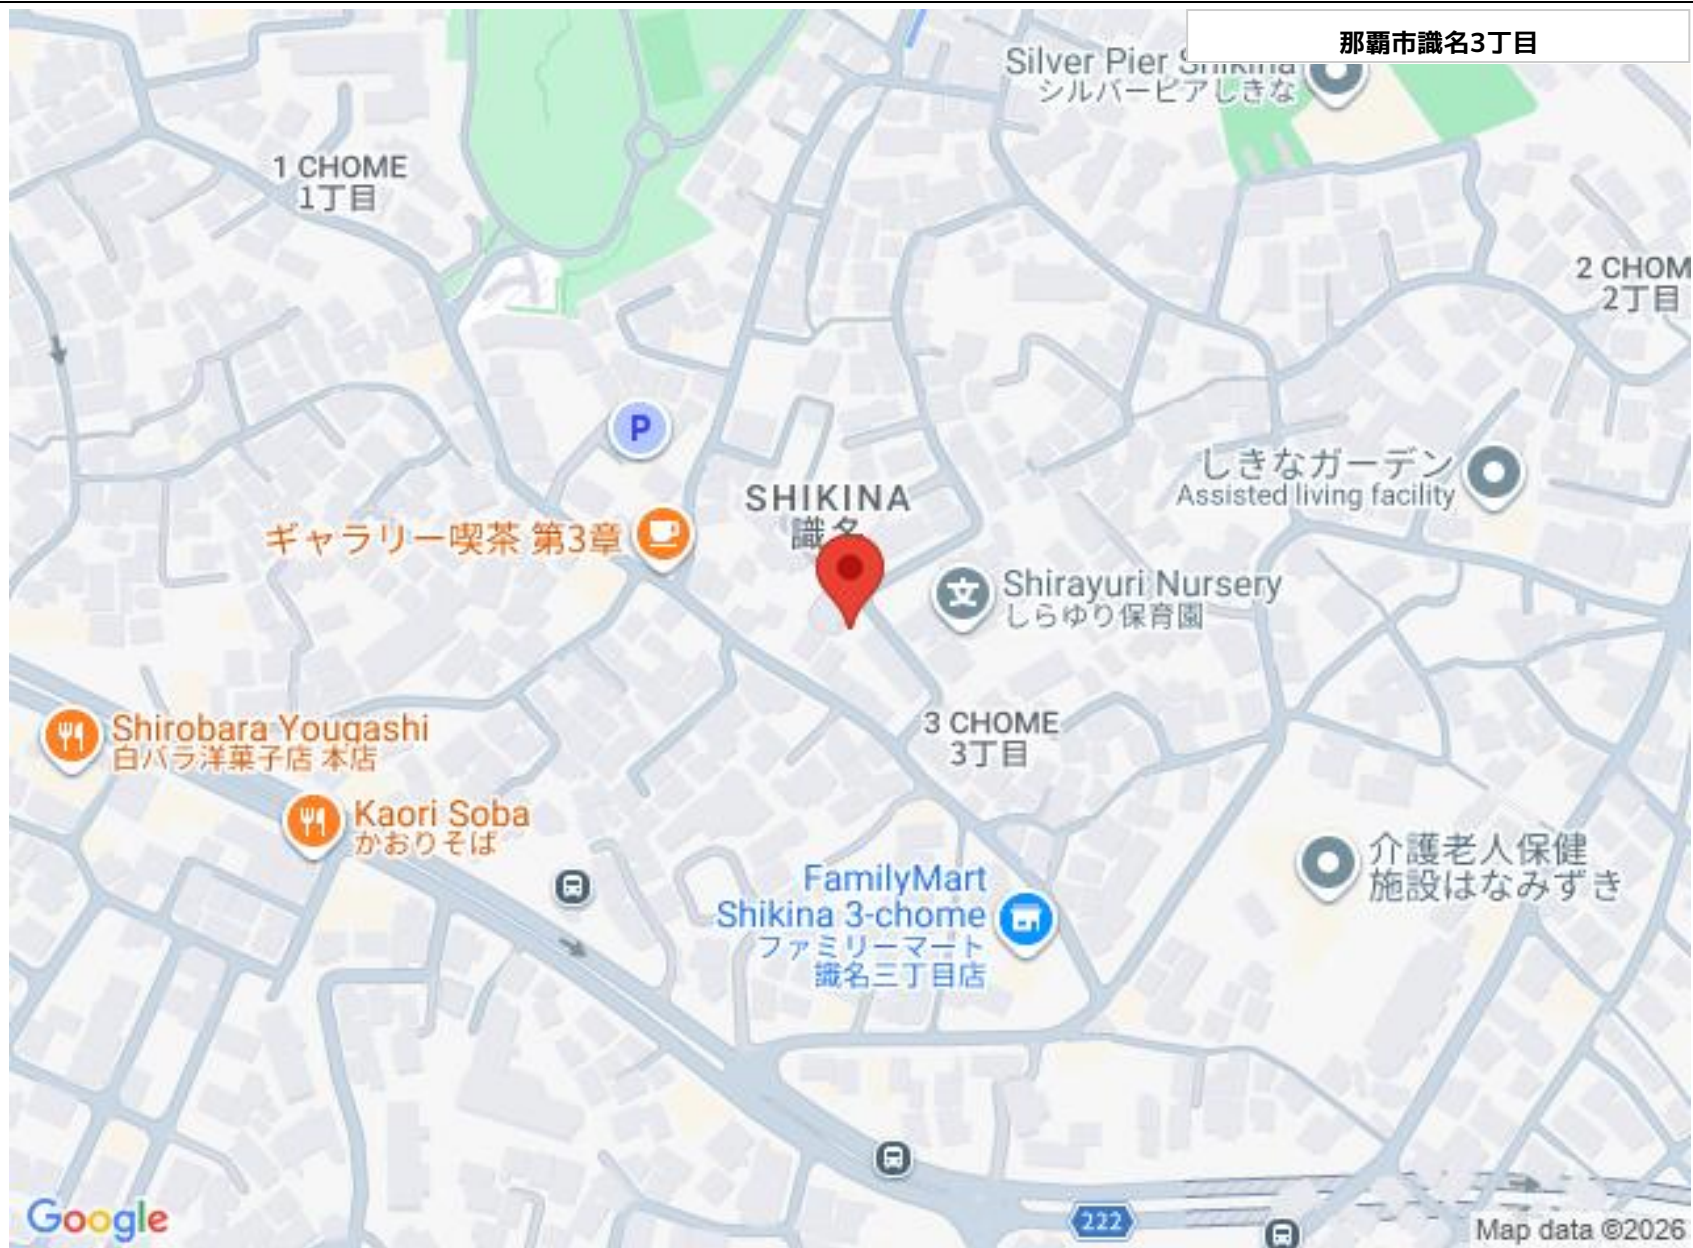 那覇市識名3丁目
Silver Pier Shikina
シルバーピアしきな
1 CHOME
1丁目
2 CHOM
2丁目
P
しきなガーデン
Assisted living facility
SHIKINA
識名
ギャラリー喫茶 第3章
文
Shirayuri Nursery
しらゆり保育園
Shirobara Yougashi
白バラ洋菓子店 本店
3 CHOME
3丁目
Kaori Soba
かおりそば
介護老人保健
施設はなみずき
FamilyMart
Shikina 3-chome
ファミリーマート
識名三丁目店
222
Google
Map data ©2026